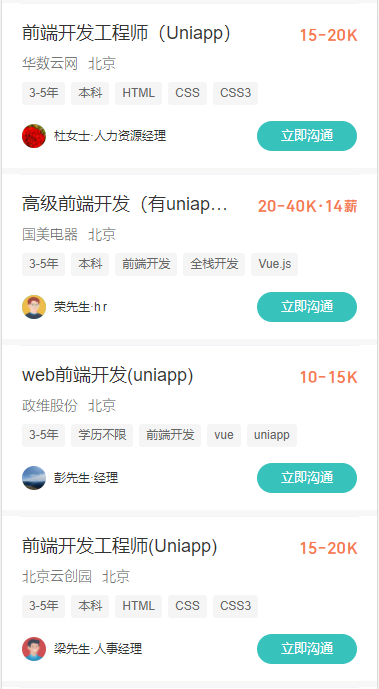 前端开发工程师（Uniapp） 15-20K
华数云网 北京
3-5年 本科 HTML CSS CSS3
杜女士·人力资源经理 立即沟通
高级前端开发（有uniap… 20-40K·14薪
国美电器 北京
3-5年 本科 前端开发 全栈开发 Vue.js
荣先生·h r 立即沟通
web前端开发(uniapp) 10-15K
政维股份 北京
3-5年 学历不限 前端开发 vue uniapp
彭先生·经理 立即沟通
前端开发工程师(Uniapp) 15-20K
北京云创园 北京
3-5年 本科 HTML CSS CSS3
梁先生·人事经理 立即沟通